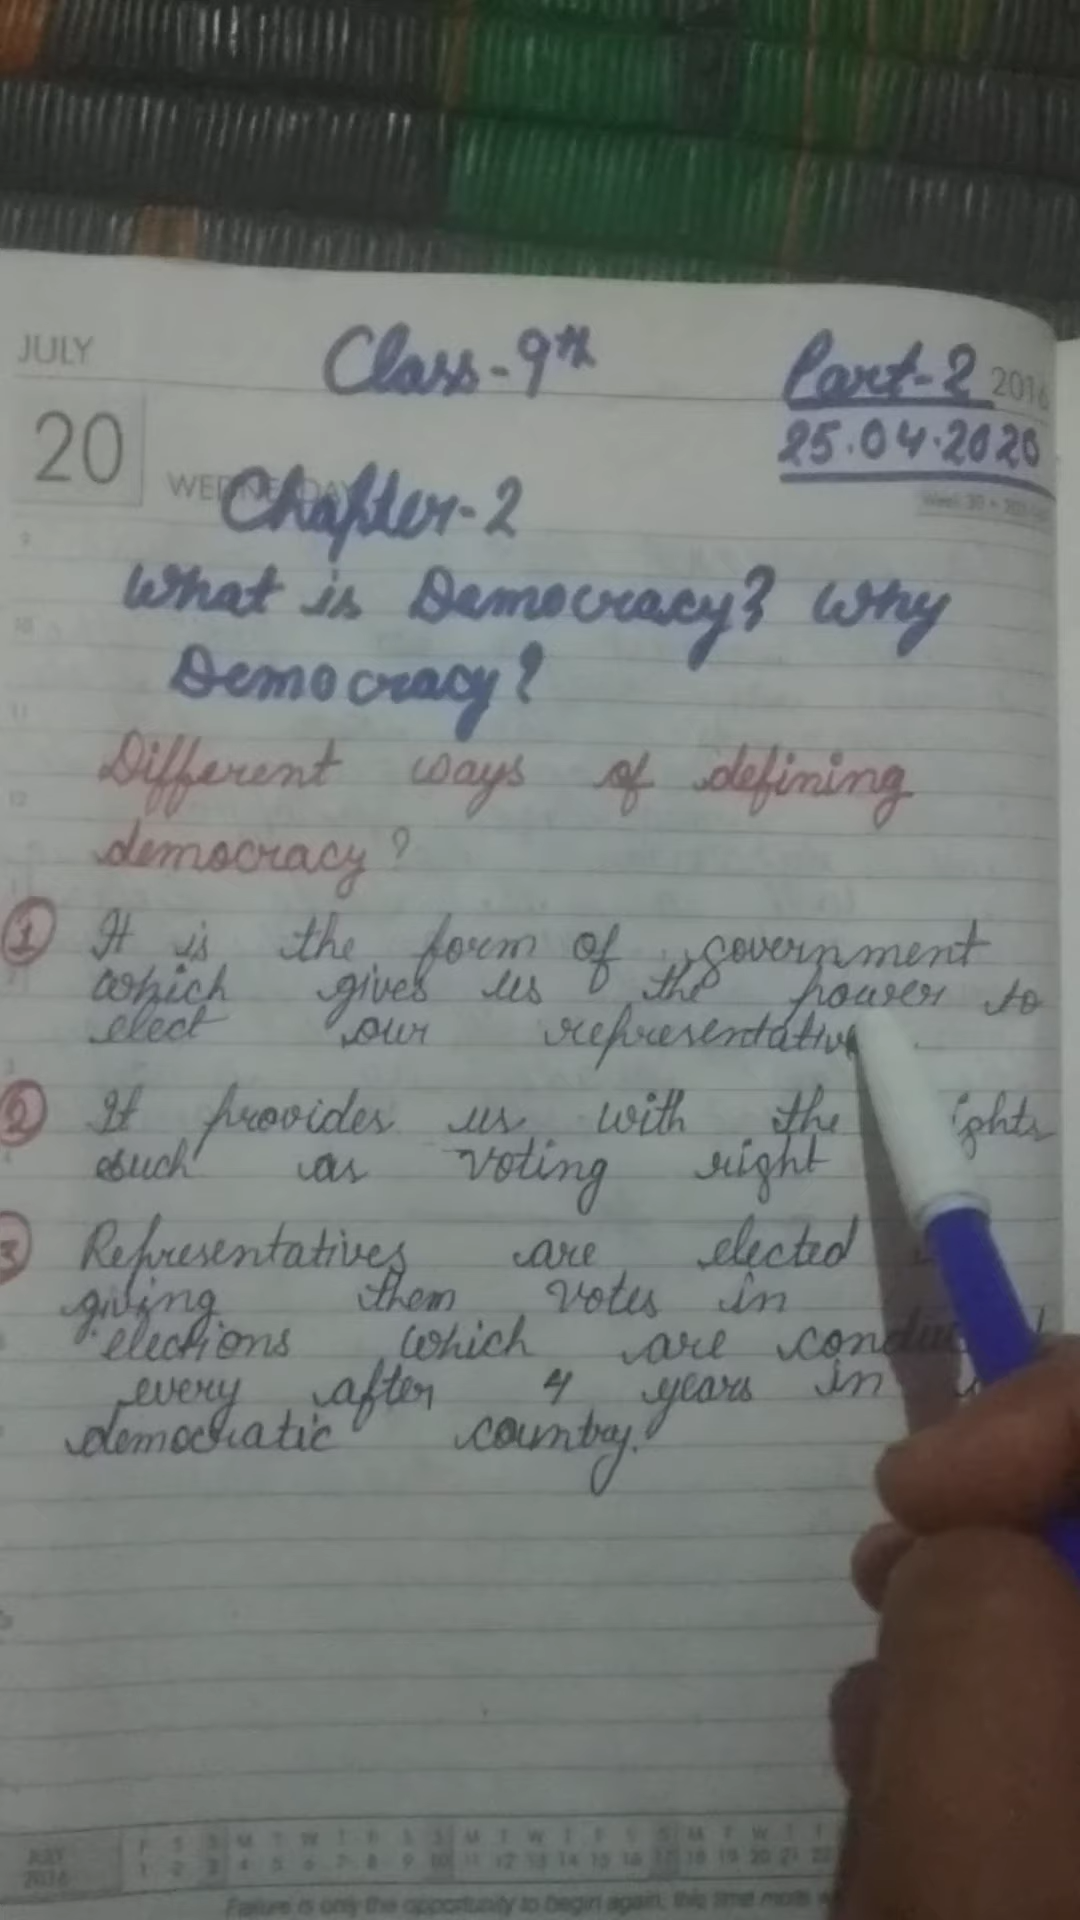 JULY
Class-9th
Part-2
2016
20
25.04.2020
WEDNESDAY
Chapter-2
What is Democracy? Why
Democracy?
Different ways of defining
democracy?
1 It is the form of government
which gives us the power to
elect our representative
2 It provides us with the
such as voting right
3 Representatives are elected
giving them votes in
elections which are
every after 4 years in
democratic country.
JULY
2016
Failure is only the opportunity to begin again, this time more